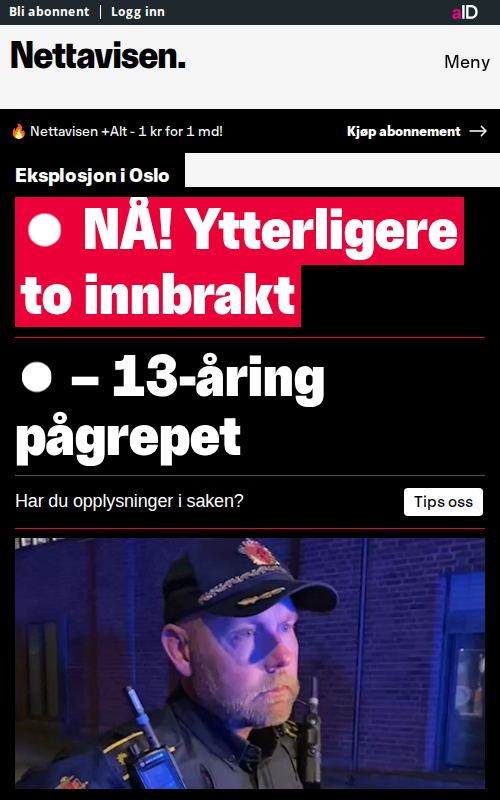 Bli abonnent | Logg inn
aID
Nettavisen.
Meny
🔥 Nettavisen +Alt - 1 kr for 1 md!
Kjøp abonnement →
Eksplosjon i Oslo
NÅ! Ytterligere
to innbrakt
– 13-åring
pågrepet
Har du opplysninger i saken?
Tips oss